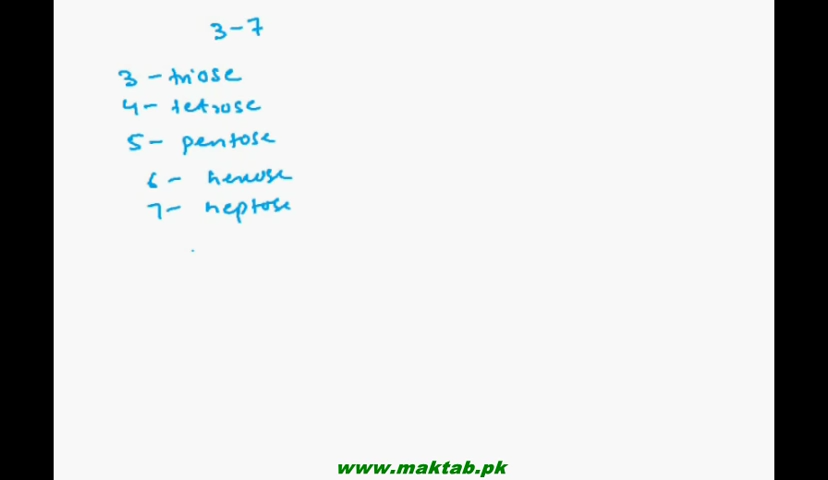 3-7
3 - triose
4 - tetrose
5 - pentose
6 - hexose
7 - heptose
www.maktab.pk